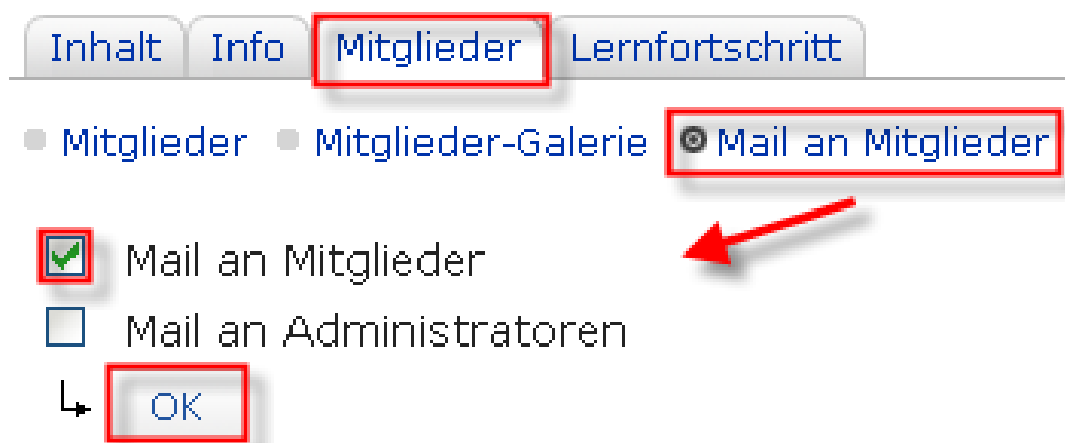 Inhalt Info Mitglieder Lernfortschritt
Mitglieder Mitglieder-Galerie Mail an Mitglieder
Mail an Mitglieder
Mail an Administratoren
OK